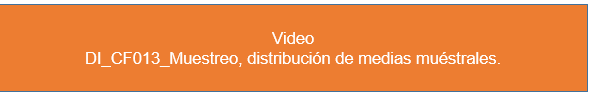 Video
DI_CF013_Muestreo, distribución de medias muéstrales.